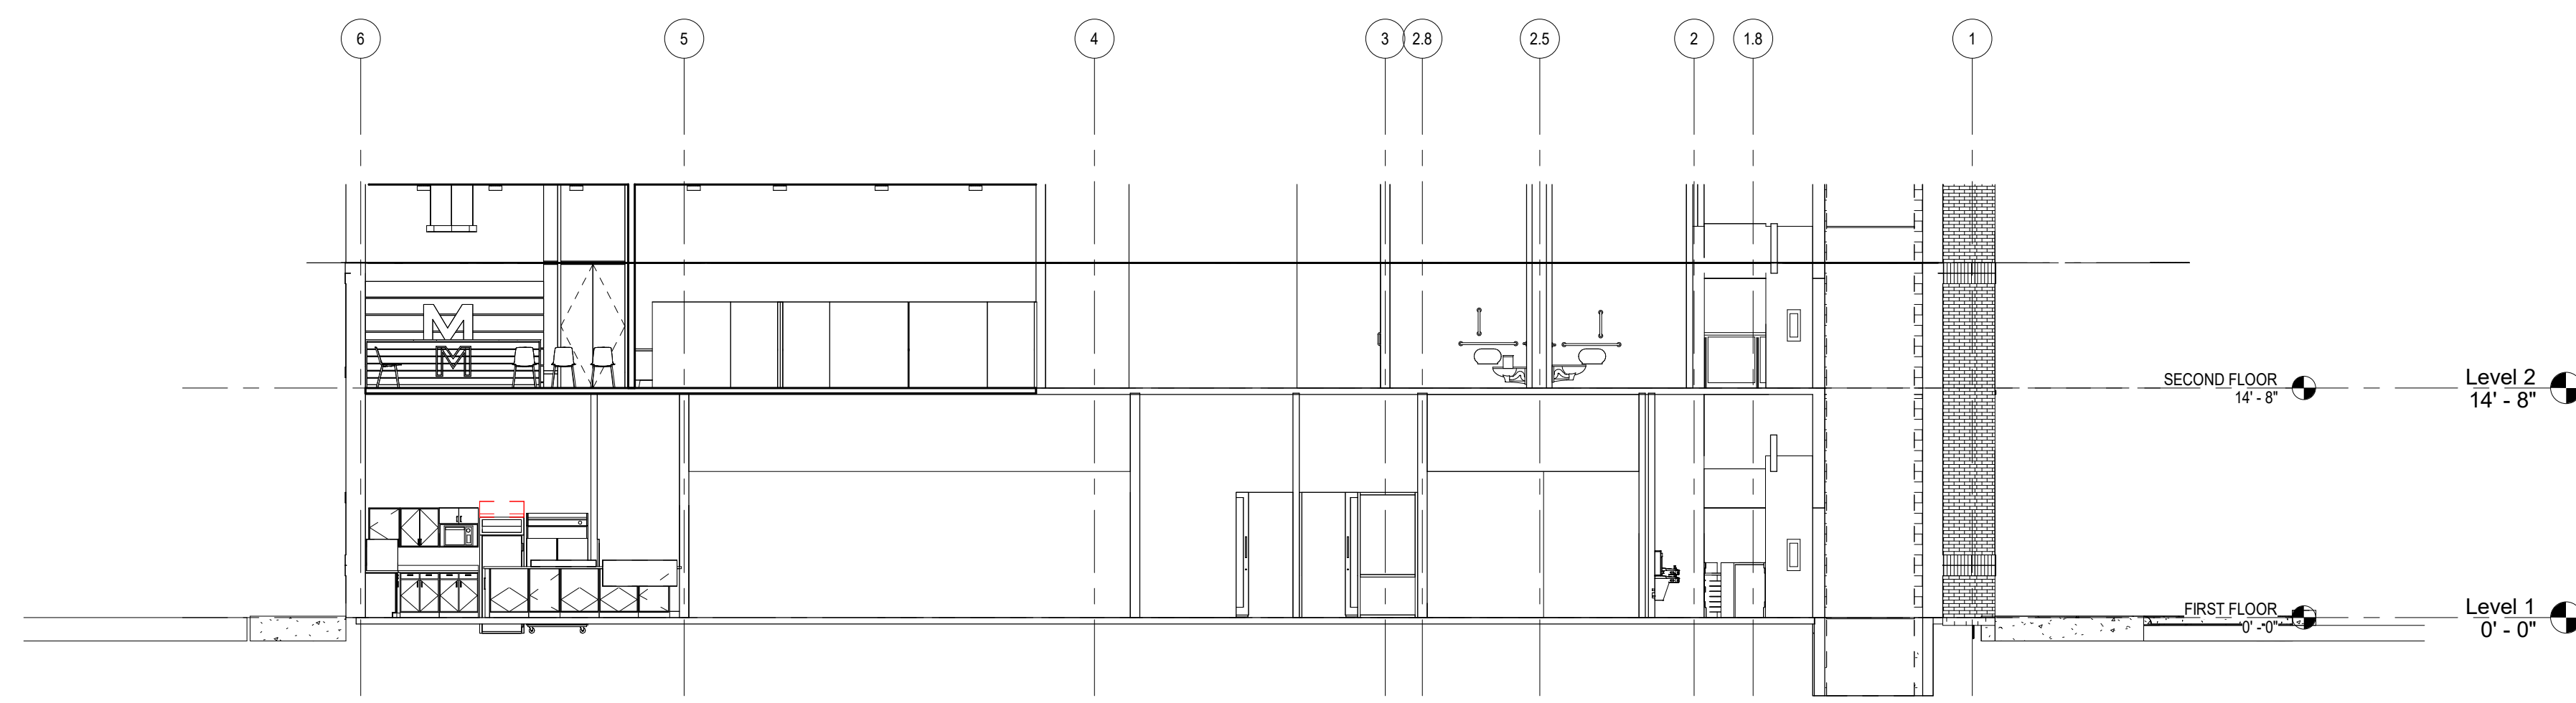 6
5
4
3
2.8
2.5
2
1.8
1
M
M
SECOND FLOOR
14' - 8"
Level 2
14' - 8"
FIRST FLOOR
0' - 0"
Level 1
0' - 0"